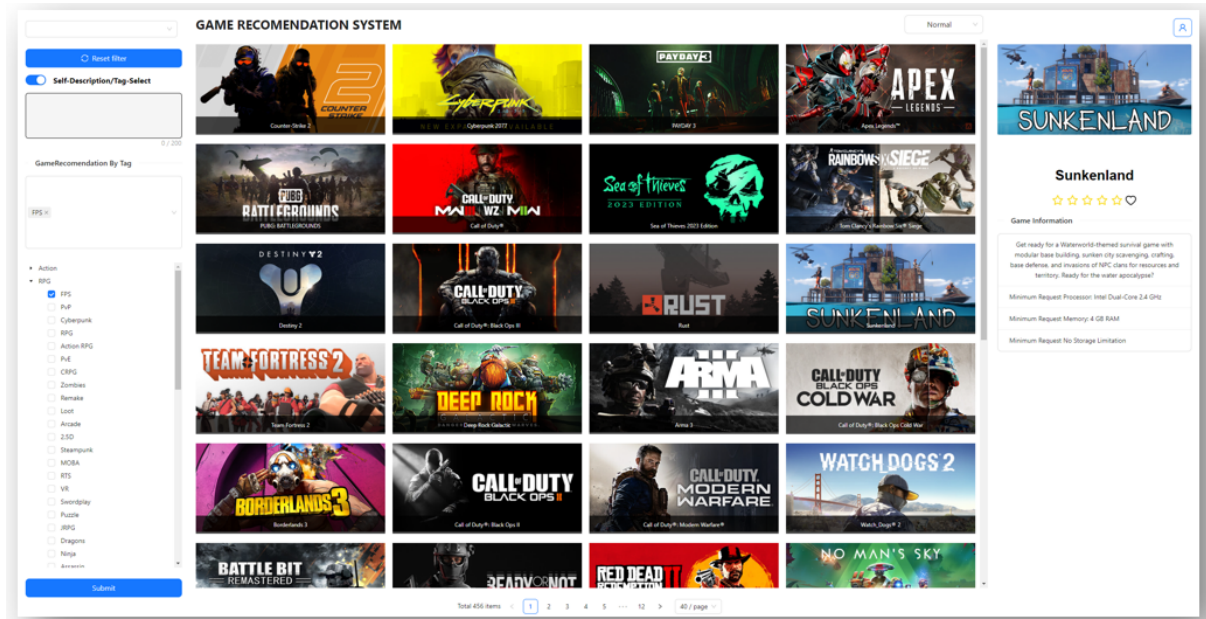 GAME RECOMENDATION SYSTEM
Normal
Reset filter
Self-Description/Tag-Select
0 / 200
GameRecomendation By Tag
FPS ×
Action
RPG
FPS
PvP
Cyberpunk
RPG
Action RPG
PvE
CRPG
Zombies
Remake
Loot
Arcade
2.5D
Steampunk
MOBA
RTS
VR
Swordplay
Puzzle
JRPG
Dragons
Ninja
Assassin
Submit
2
COUNTER
STRIKE
Counter-Strike 2
Cyberpunk
Cyberpunk 2077
PAYDAY 3
PAYDAY 3
APEX
LEGENDS
Apex Legends™
PUBG
BATTLEGROUNDS
PUBG: BATTLEGROUNDS
CALL OF DUTY
MWIII WZ MWII
Call of Duty®
Sea of Thieves
2023 EDITION
Sea of Thieves 2023 Edition
RAINBOW SIX SIEGE
Tom Clancy's Rainbow Six® Siege
DESTINY 2
Destiny 2
CALL OF DUTY
BLACK OPS III
Call of Duty®: Black Ops III
RUST
Rust
SUNKENLAND
Sunkenland
TEAM FORTRESS 2
Team Fortress 2
DEEP ROCK
Deep Rock Galactic
ARMA III
Arma 3
CALL OF DUTY
BLACK OPS
COLD WAR
Call of Duty®: Black Ops Cold War
BORDERLANDS 3
Borderlands 3
CALL OF DUTY
BLACK OPS II
Call of Duty®: Black Ops II
CALL OF DUTY.
MODERN
WARFARE
Call of Duty®: Modern Warfare®
WATCH DOGS 2
Watch_Dogs® 2
BATTLE BIT
REMASTERED
READY OR NOT
RED DEAD
REDEMPTION II
NO MAN'S SKY
Total 456 items < 1 2 3 4 5 ··· 12 > 40 / page
SUNKENLAND
Sunkenland
Game Information
Get ready for a Waterworld-themed survival game with
modular base building, sunken city scavenging, crafting,
base defense, and invasions of NPC clans for resources and
territory. Ready for the water apocalypse?
Minimum Request Processor: Intel Dual-Core 2.4 GHz
Minimum Request Memory: 4 GB RAM
Minimum Request No Storage Limitation